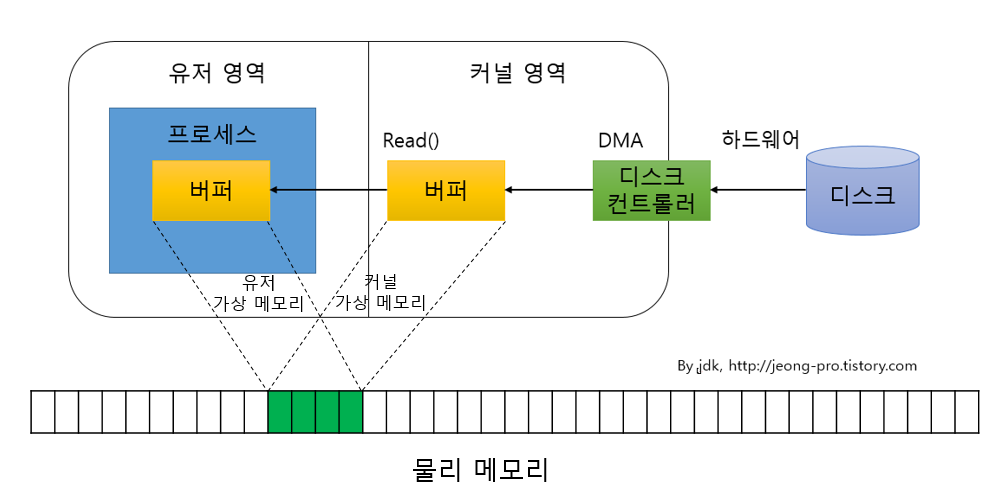 유저 영역
커널 영역
프로세스
Read()
DMA
하드웨어
버퍼
버퍼
디스크
컨트롤러
디스크
유저
가상 메모리
커널
가상 메모리
By jdk, http://jeong-pro.tistory.com
물리 메모리